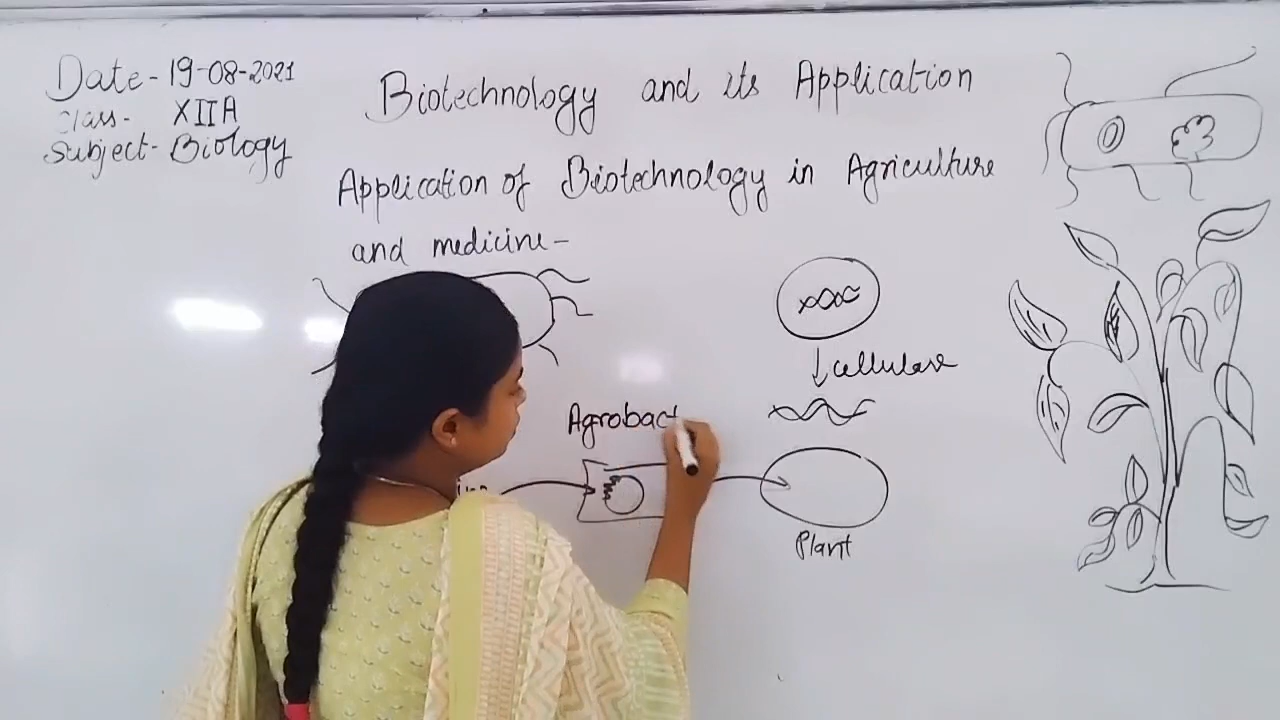 Date- 19-08-2021
Class- XIIA
Subject- Biology
Biotechnology and its Application
Application of Biotechnology in Agriculture
and medicine-
cellulase
Agrobact
Plant